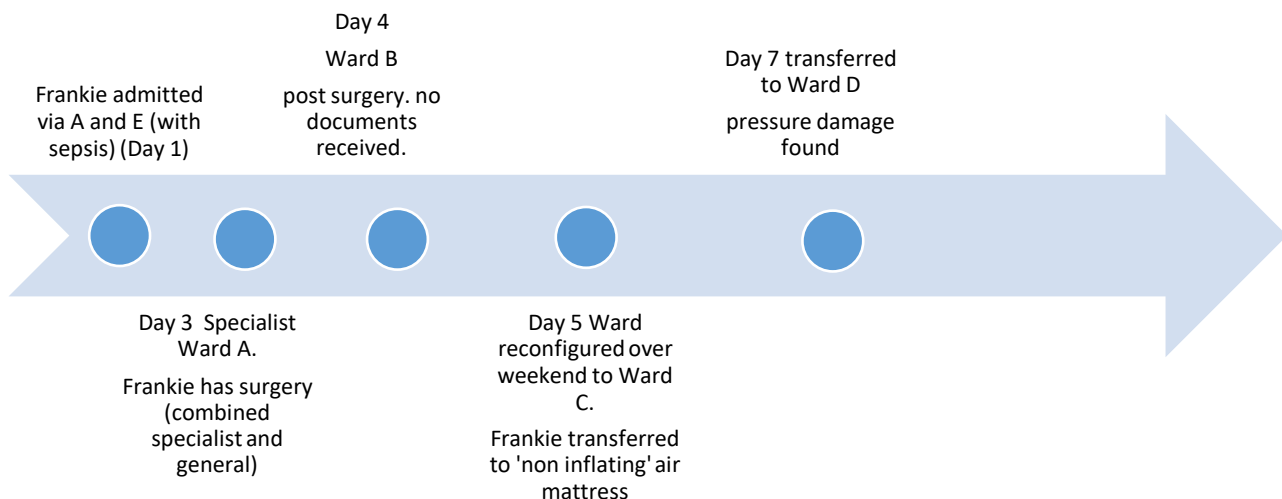 Frankie admitted
via A and E (with
sepsis) (Day 1)
Day 3 Specialist
Ward A.
Frankie has surgery
(combined
specialist and
general)
Day 4
Ward B
post surgery. no
documents
received.
Day 5 Ward
reconfigured over
weekend to Ward
C.
Frankie transferred
to 'non inflating' air
mattress
Day 7 transferred
to Ward D
pressure damage
found